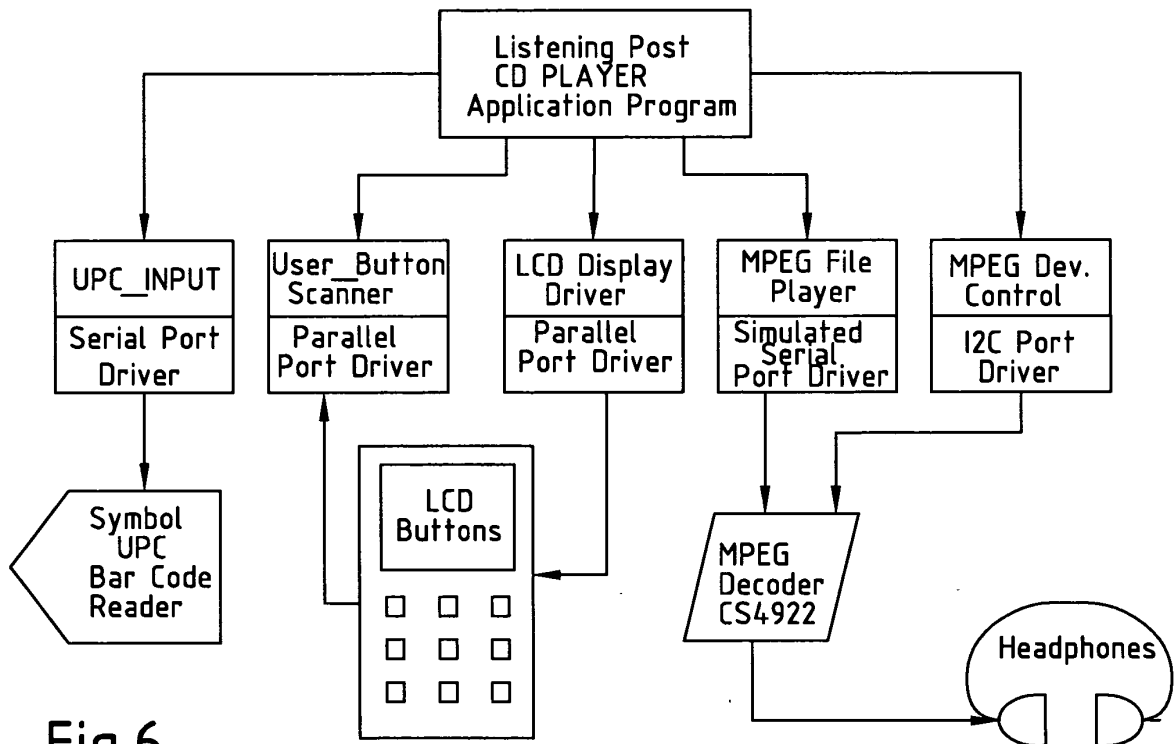 Listening Post
CD PLAYER
Application Program
UPC_INPUT
Serial Port
Driver
User_Button
Scanner
Parallel
Port Driver
LCD Display
Driver
Parallel
Port Driver
MPEG File
Player
Simulated
Serial
Port Driver
MPEG Dev.
Control
I2C Port
Driver
Symbol
UPC
Bar Code
Reader
LCD
Buttons
MPEG
Decoder
CS4922
Headphones
Fig.6